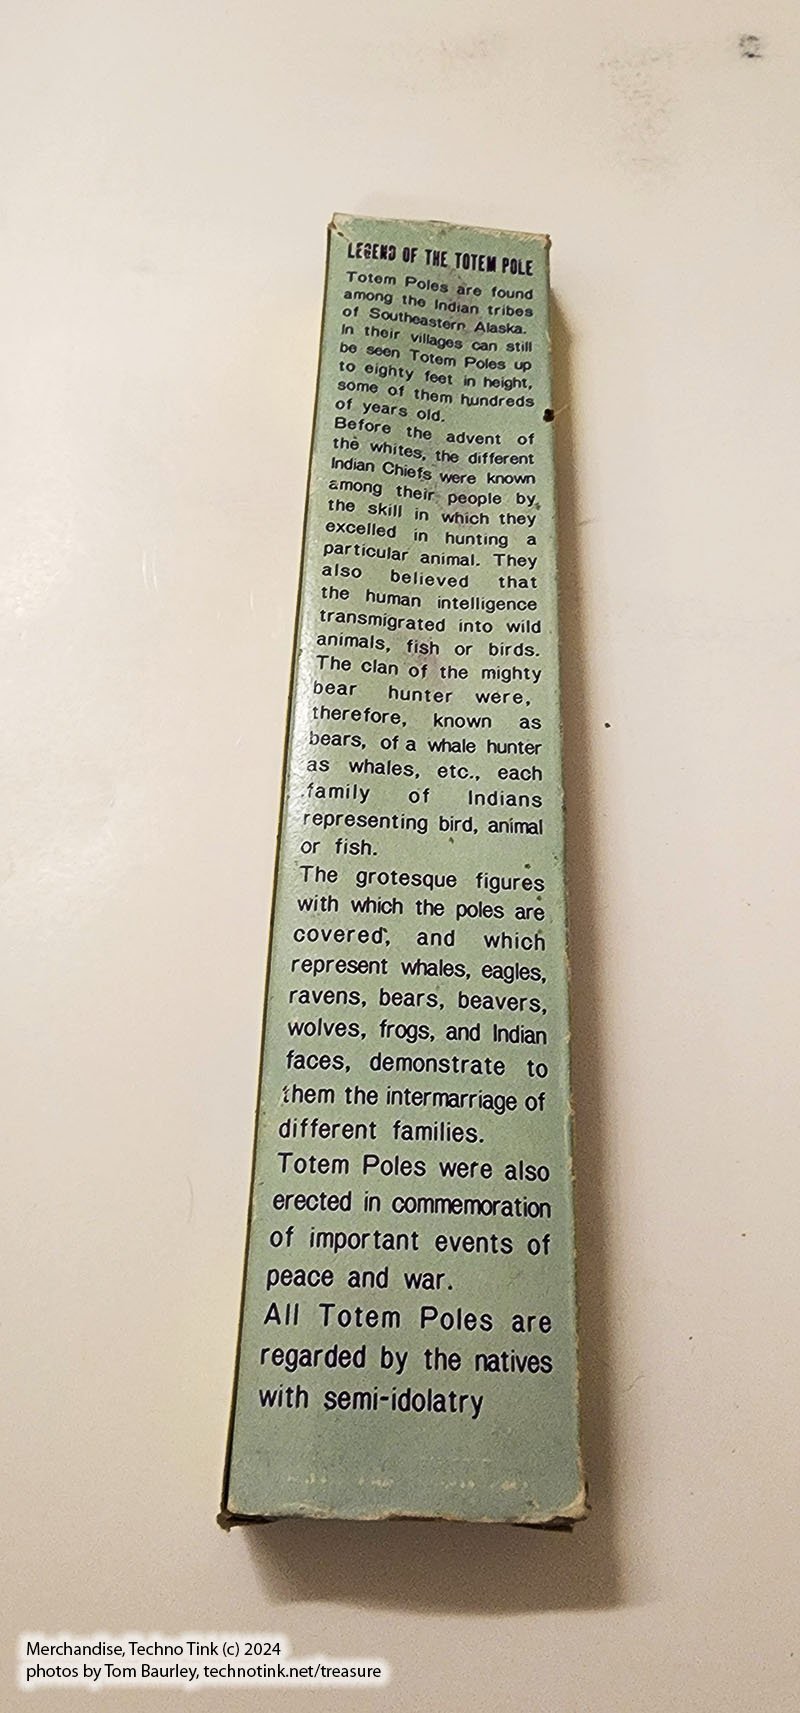 LEGEND OF THE TOTEM POLE
Totem Poles are found
among the Indian tribes
of Southeastern Alaska.
In their villages can still
be seen Totem Poles up
to eighty feet in height,
some of them hundreds
of years old.
Before the advent of
the whites, the different
Indian Chiefs were known
among their people by
the skill in which they
excelled in hunting a
particular animal. They
also believed that
the human intelligence
transmigrated into wild
animals, fish or birds.
The clan of the mighty
bear hunter were,
therefore, known as
bears, of a whale hunter
as whales, etc., each
family of Indians
representing bird, animal
or fish.
The grotesque figures
with which the poles are
covered, and which
represent whales, eagles,
ravens, bears, beavers,
wolves, frogs, and Indian
faces, demonstrate to
them the intermarriage of
different families.
Totem Poles were also
erected in commemoration
of important events of
peace and war.
All Totem Poles are
regarded by the natives
with semi-idolatry
Merchandise, Techno Tink (c) 2024
photos by Tom Baurley, technotink.net/treasure